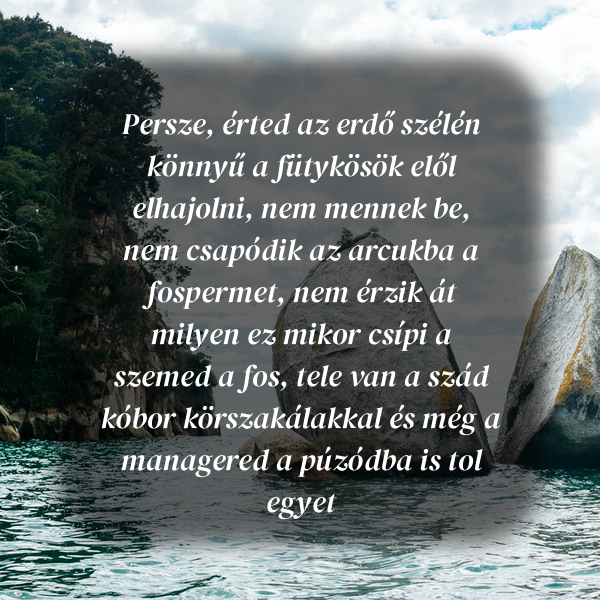 Persze, érted az erdő szélén
könnyű a fütykösök elől
elhajolni, nem mennek be,
nem csapódik az arcukba a
fospermet, nem érzik át
milyen ez mikor csípi a
szemed a fos, tele van a szád
kóbor körszakálakkal és még a
managered a púzódba is tol
egyet